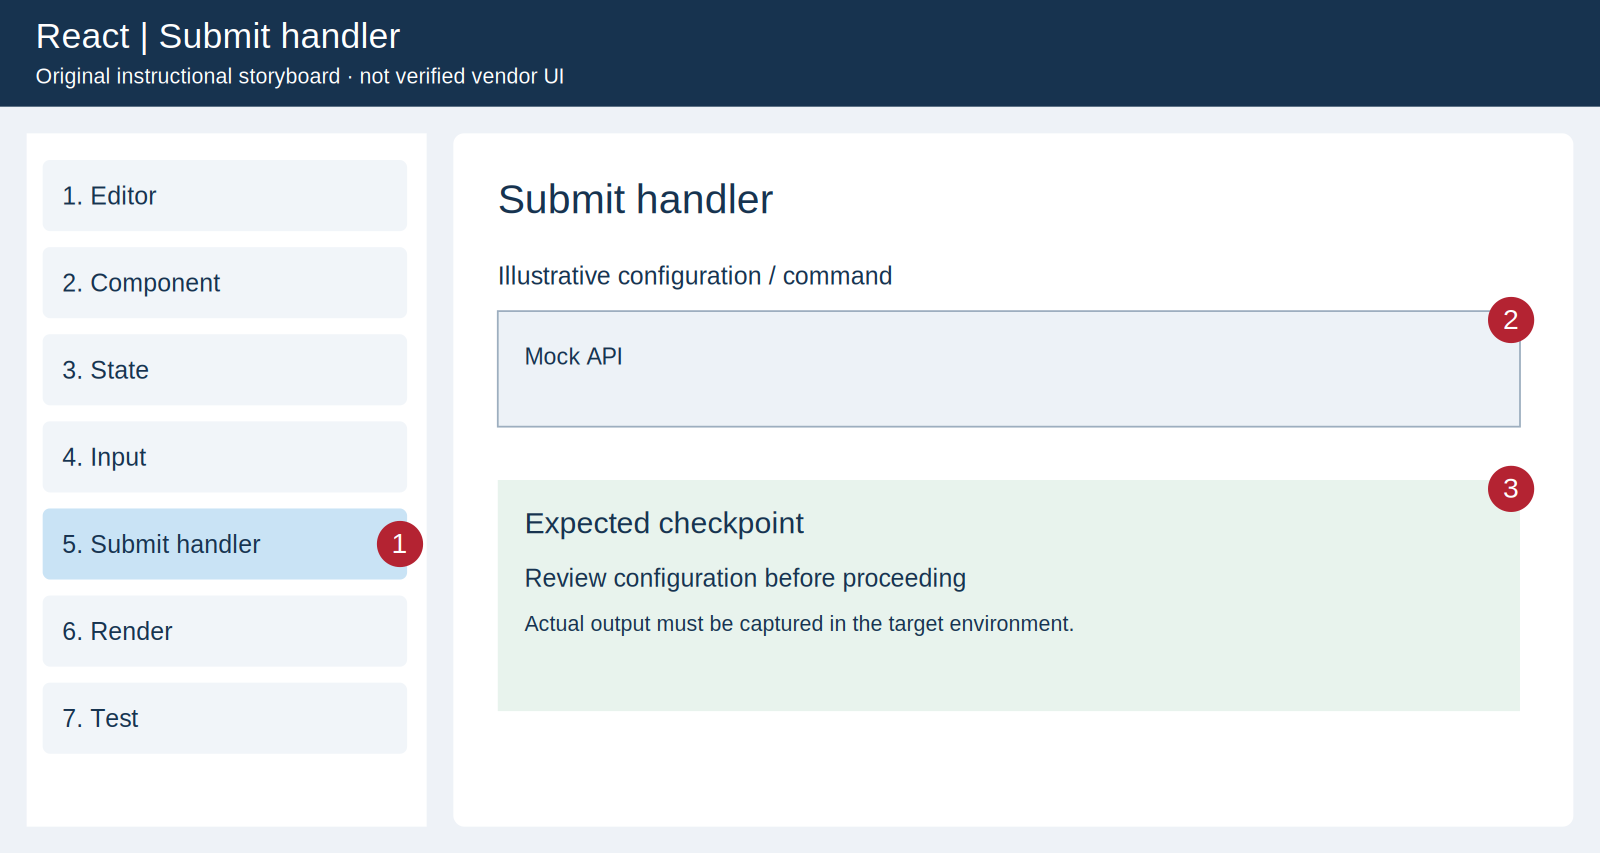 React | Submit handler
Original instructional storyboard · not verified vendor UI
1. Editor
2. Component
3. State
4. Input
5. Submit handler
1
6. Render
7. Test
Submit handler
Illustrative configuration / command
2
Mock API
3
Expected checkpoint
Review configuration before proceeding
Actual output must be captured in the target environment.